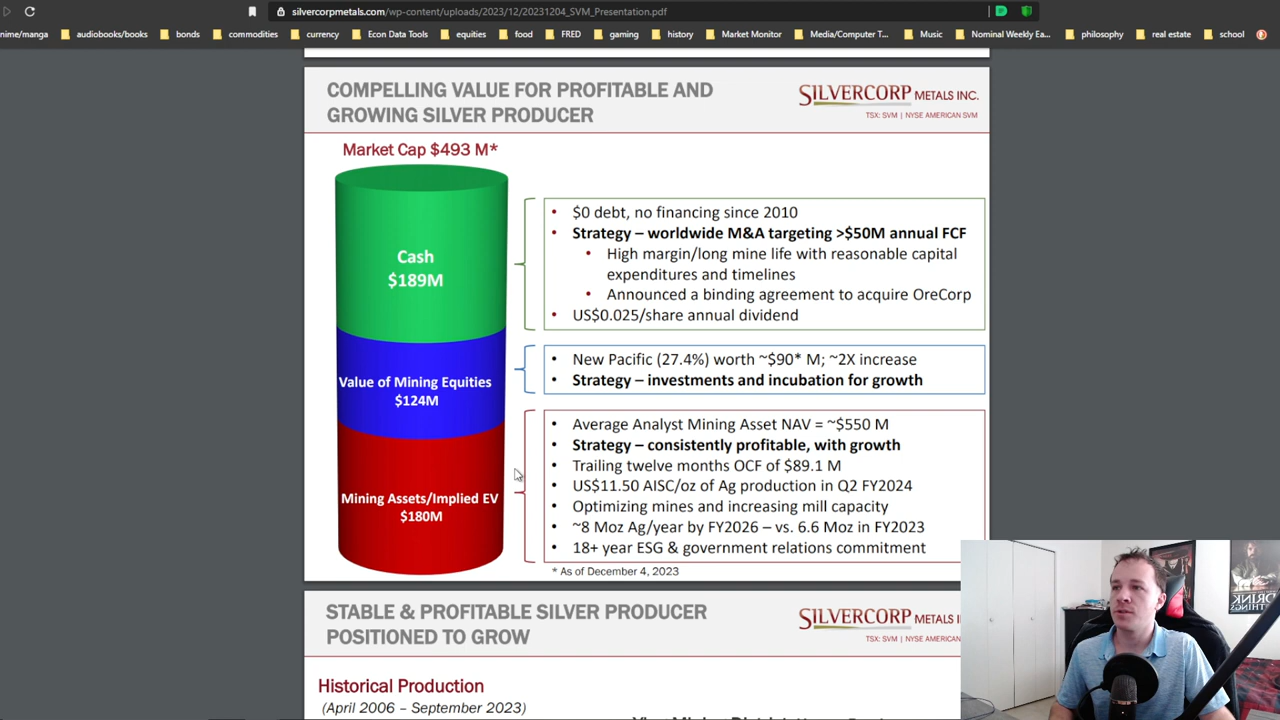 silvercorpmetals.com/wp-content/uploads/2023/12/20231204_SVM_Presentation.pdf
nime/manga audiobooks/books bonds commodities currency Econ Data Tools equities food FRED gaming history Market Monitor Media/Computer T... Music Nominal Weekly Ea... philosophy real estate school
COMPELLING VALUE FOR PROFITABLE AND
GROWING SILVER PRODUCER
SILVERCORP METALS INC.
TSX: SVM | NYSE AMERICAN SVM
Market Cap $493 M*
Cash
$189M
• $0 debt, no financing since 2010
• Strategy – worldwide M&A targeting >$50M annual FCF
• High margin/long mine life with reasonable capital
expenditures and timelines
• Announced a binding agreement to acquire OreCorp
• US$0.025/share annual dividend
Value of Mining Equities
$124M
• New Pacific (27.4%) worth ~$90* M; ~2X increase
• Strategy – investments and incubation for growth
Mining Assets/Implied EV
$180M
• Average Analyst Mining Asset NAV = ~$550 M
• Strategy – consistently profitable, with growth
• Trailing twelve months OCF of $89.1 M
• US$11.50 AISC/oz of Ag production in Q2 FY2024
• Optimizing mines and increasing mill capacity
• ~8 Moz Ag/year by FY2026 – vs. 6.6 Moz in FY2023
• 18+ year ESG & government relations commitment
* As of December 4, 2023
STABLE & PROFITABLE SILVER PRODUCER
POSITIONED TO GROW
SILVERCORP METALS I
TSX: SVM | NYSE AMERICAN
Historical Production
(April 2006 – September 2023)
DRINK